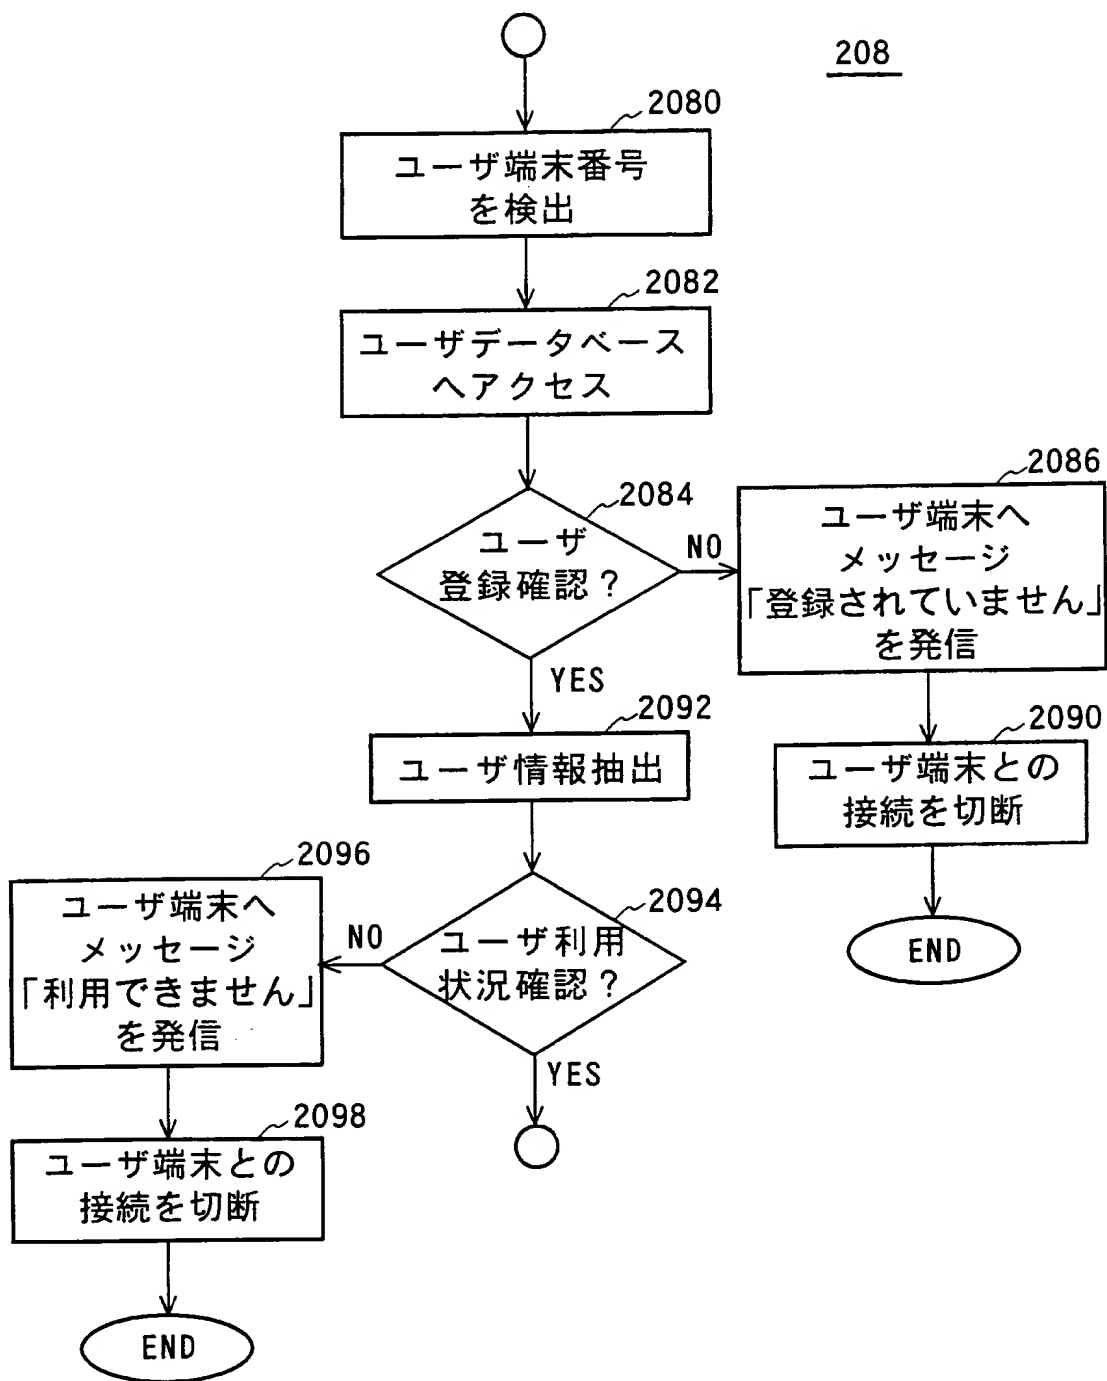 208
2080
ユーザ端末番号
を検出
2082
ユーザデータベース
へアクセス
2084
ユーザ
登録確認？
NO
YES
2086
ユーザ端末へ
メッセージ
「登録されていません」
を発信
2090
ユーザ端末との
接続を切断
END
2092
ユーザ情報抽出
2094
ユーザ利用
状況確認？
NO
YES
2096
ユーザ端末へ
メッセージ
「利用できません」
を発信
2098
ユーザ端末との
接続を切断
END